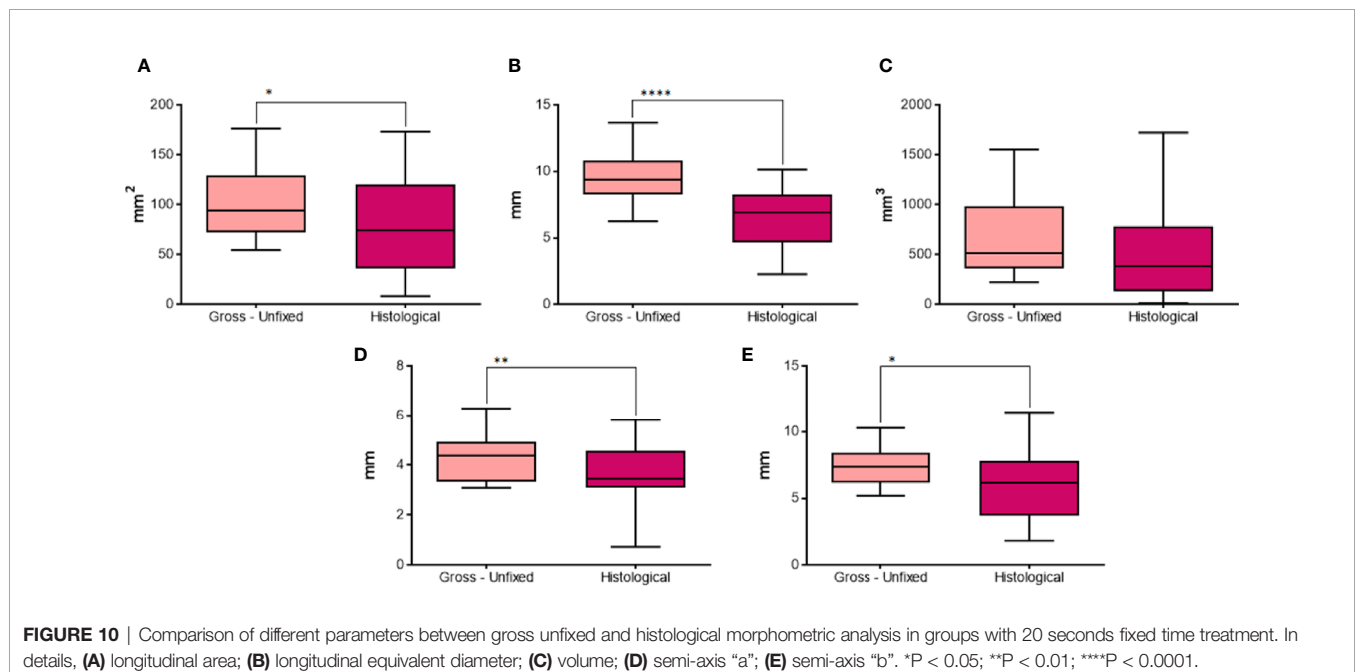 A
*
200
150
100
50
0
mm²
Gross - Unfixed Histological
B
****
15
10
5
0
mm
Gross - Unfixed Histological
C
2000
1500
1000
500
0
mm³
Gross - Unfixed Histological
D
**
8
6
4
2
0
mm
Gross - Unfixed Histological
E
*
15
10
5
0
mm
Gross - Unfixed Histological
FIGURE 10 | Comparison of different parameters between gross unfixed and histological morphometric analysis in groups with 20 seconds fixed time treatment. In
details, (A) longitudinal area; (B) longitudinal equivalent diameter; (C) volume; (D) semi-axis “a”; (E) semi-axis “b”. *P < 0.05; **P < 0.01; ****P < 0.0001.